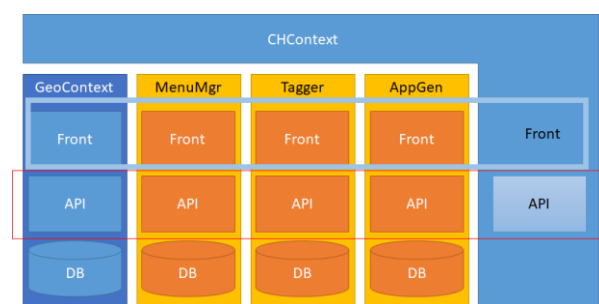 CHContext
GeoContext MenuMgr Tagger AppGen
Front Front Front Front Front
API API API API API
DB DB DB DB